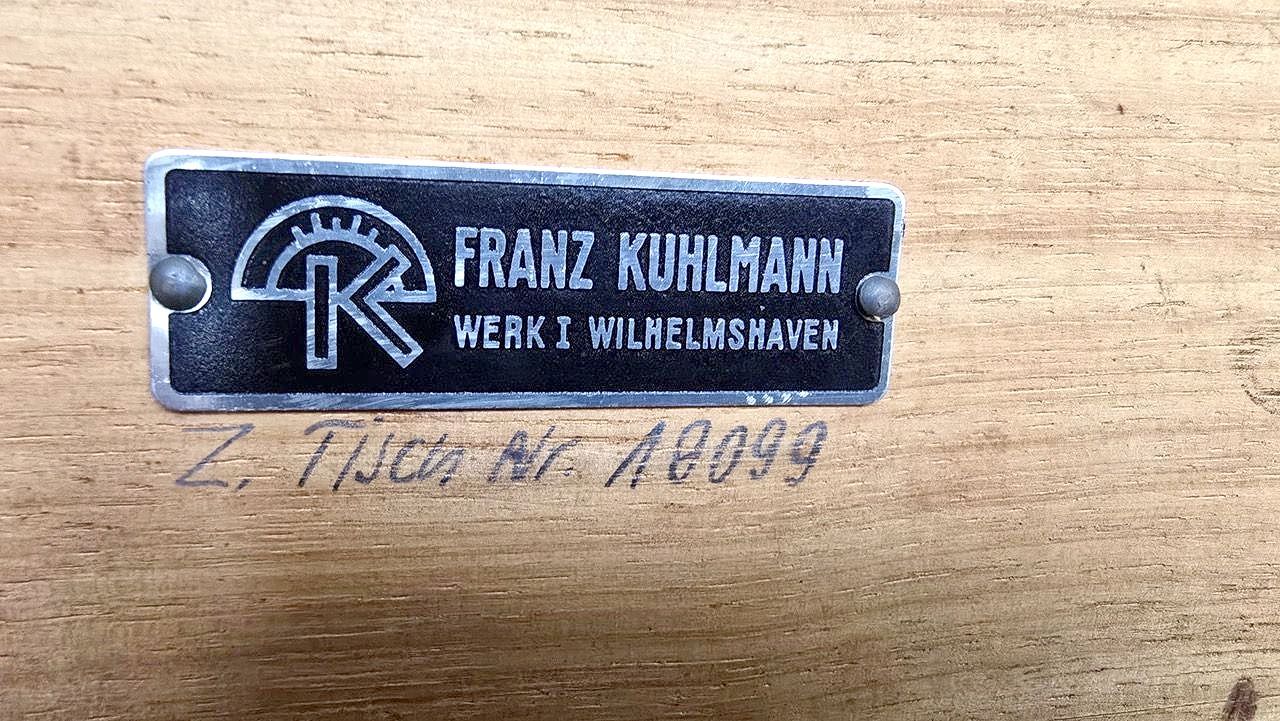 K
FRANZ KUHLMANN
WERK I WILHELMSHAVEN
Z. Tisch Nr. 18099